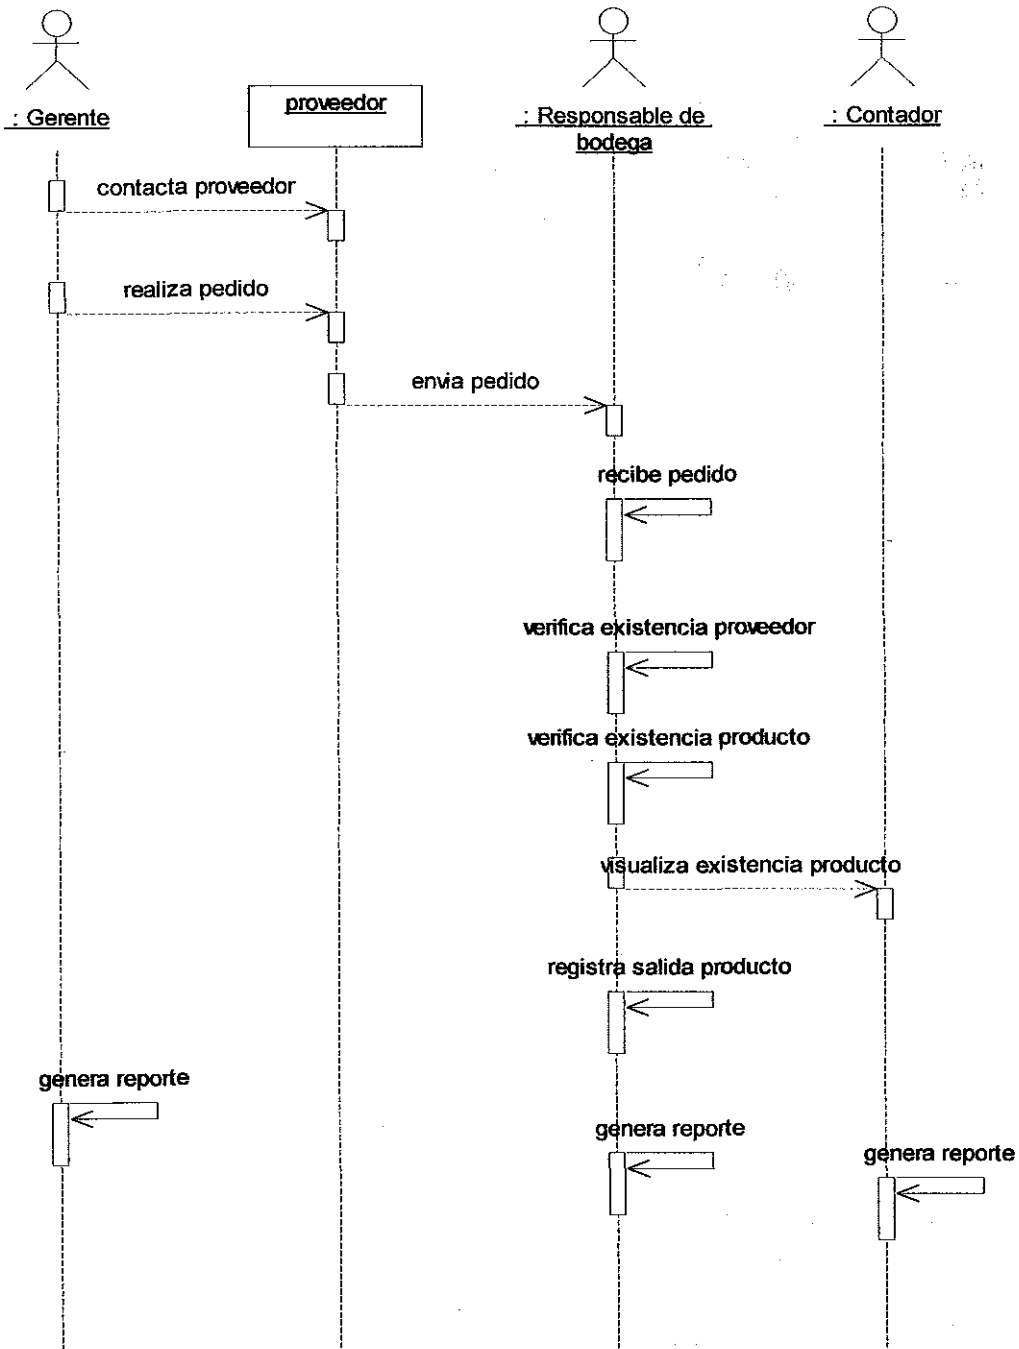 : Gerente
proveedor
: Responsable de
bodega
: Contador
contacta proveedor
realiza pedido
envia pedido
recibe pedido
verifica existencia proveedor
verifica existencia producto
visualiza existencia producto
registra salida producto
genera reporte
genera reporte
genera reporte